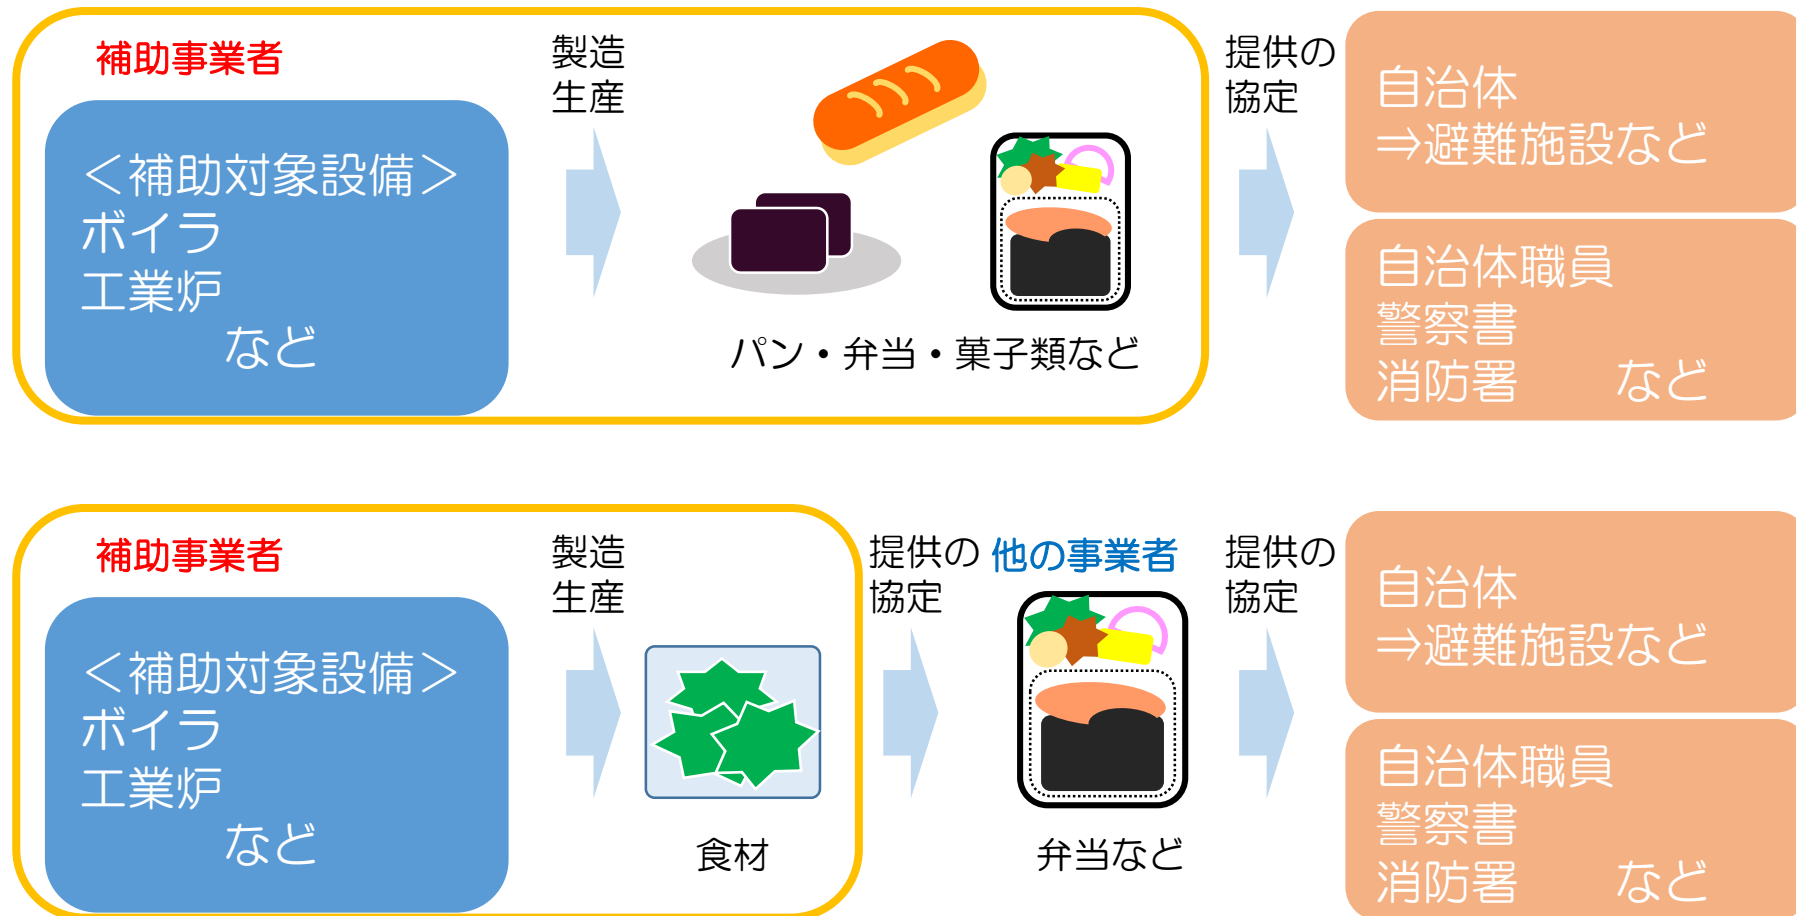 補助事業者
＜補助対象設備＞
ボイラ
工業炉
など
製造
生産
パン・弁当・菓子類など
提供の
協定
自治体
⇒避難施設など
自治体職員
警察書
消防署　　など
補助事業者
＜補助対象設備＞
ボイラ
工業炉
など
製造
生産
食材
提供の
協定
他の事業者
弁当など
提供の
協定
自治体
⇒避難施設など
自治体職員
警察書
消防署　　など